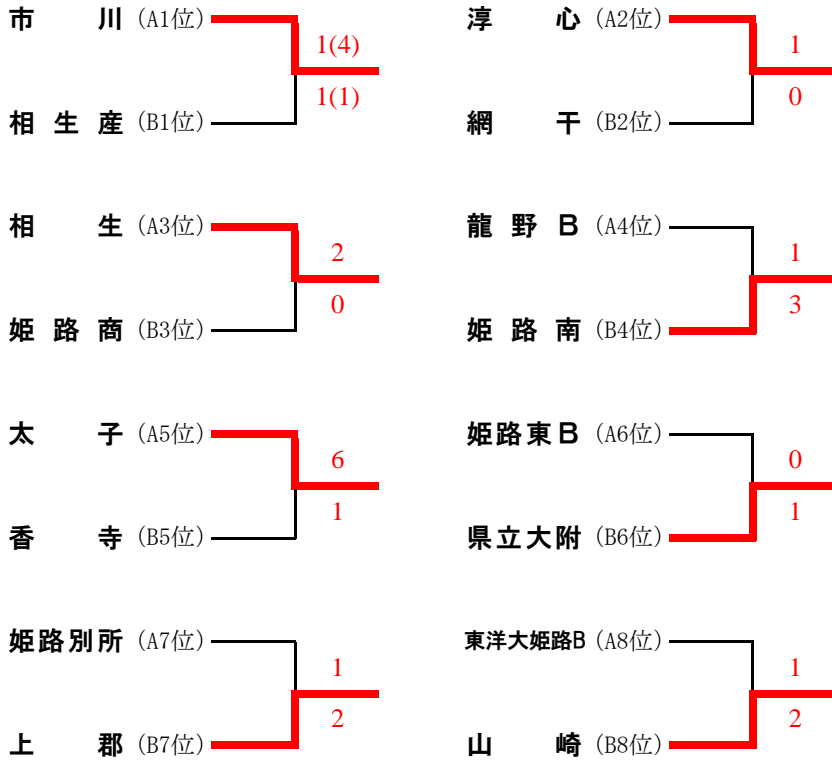 市川 (A1位)
1(4)
1(1)
相生産 (B1位)
淳心 (A2位)
1
0
網干 (B2位)
相生 (A3位)
2
0
姫路商 (B3位)
龍野B (A4位)
1
3
姫路南 (B4位)
太子 (A5位)
6
1
香寺 (B5位)
姫路東B (A6位)
0
1
県立大附 (B6位)
姫路別所 (A7位)
1
2
上郡 (B7位)
東洋大姫路B (A8位)
1
2
山崎 (B8位)